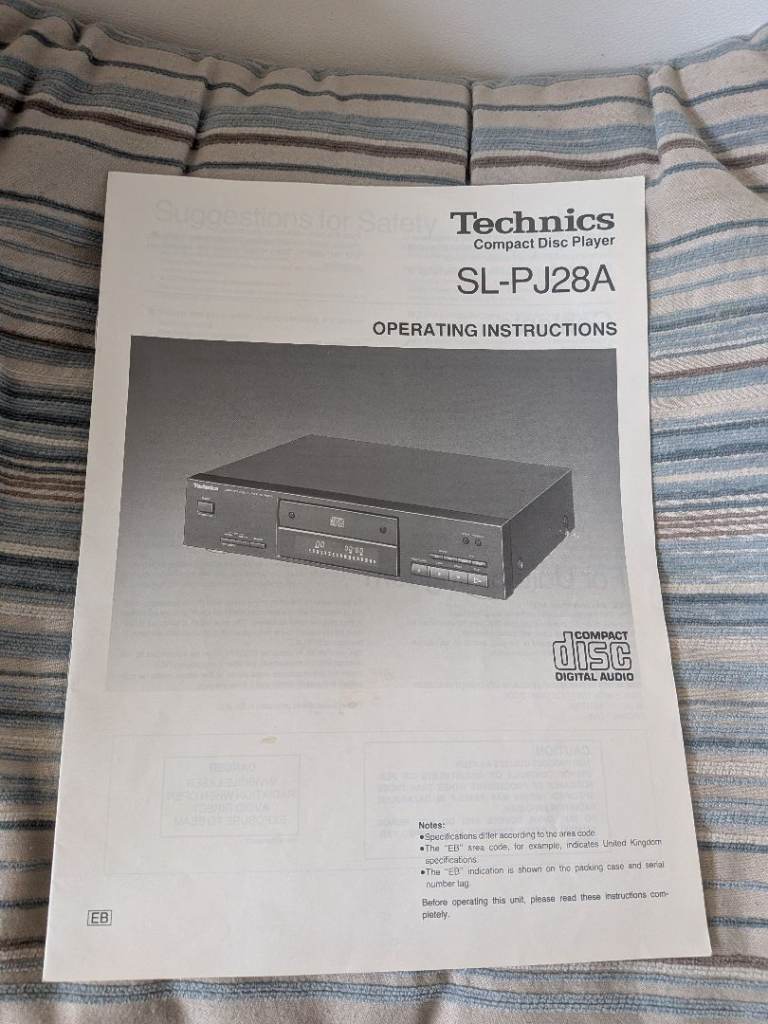 Technics
Compact Disc Player
SL-PJ28A
OPERATING INSTRUCTIONS
Technics
COMPACT
disc
DIGITAL AUDIO
Notes:
●Specifications differ according to the area code.
●The "EB" area code, for example, indicates United Kingdom
specifications.
●The "EB" indication is shown on the packing case and serial
number tag.
Before operating this unit, please read these instructions com-
pletely.
EB